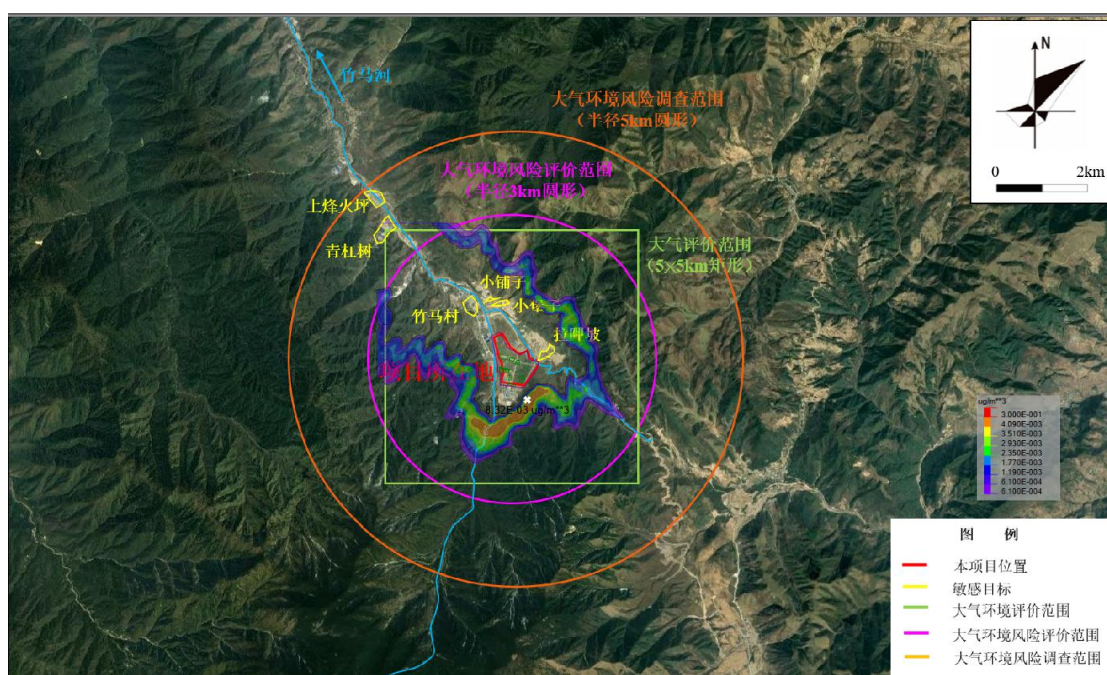 N
0 2km
竹马河
大气环境风险调查范围
（半径5km圆形）
大气环境风险评价范围
（半径3km圆形）
上烽火坪
青杠树
大气评价范围
（5×5km矩形）
小铺子
竹马村
8.32E-03 ug/m**3
ug/m**3
3.000E-001
4.090E-003
3.510E-003
2.930E-003
2.350E-003
1.770E-003
1.190E-003
6.100E-004
6.100E-004
图 例
本项目位置
敏感目标
大气环境评价范围
大气环境风险评价范围
大气环境风险调查范围